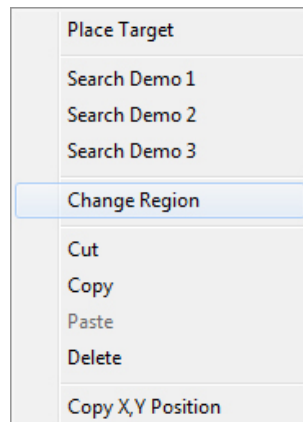 Place Target
Search Demo 1
Search Demo 2
Search Demo 3
Change Region
Cut
Copy
Paste
Delete
Copy X,Y Position